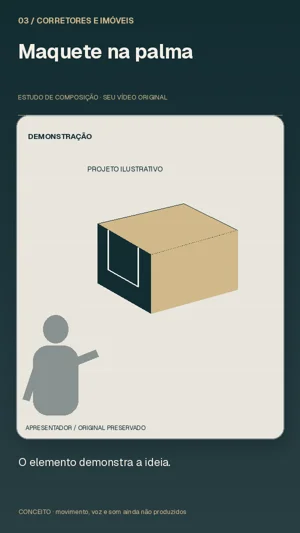 03 / CORRETORES E IMÓVEIS
Maquete na palma
ESTUDO DE COMPOSIÇÃO · SEU VÍDEO ORIGINAL
DEMONSTRAÇÃO
PROJETO ILUSTRATIVO
APRESENTADOR / ORIGINAL PRESERVADO
O elemento demonstra a ideia.
CONCEITO · movimento, voz e som ainda não produzidos